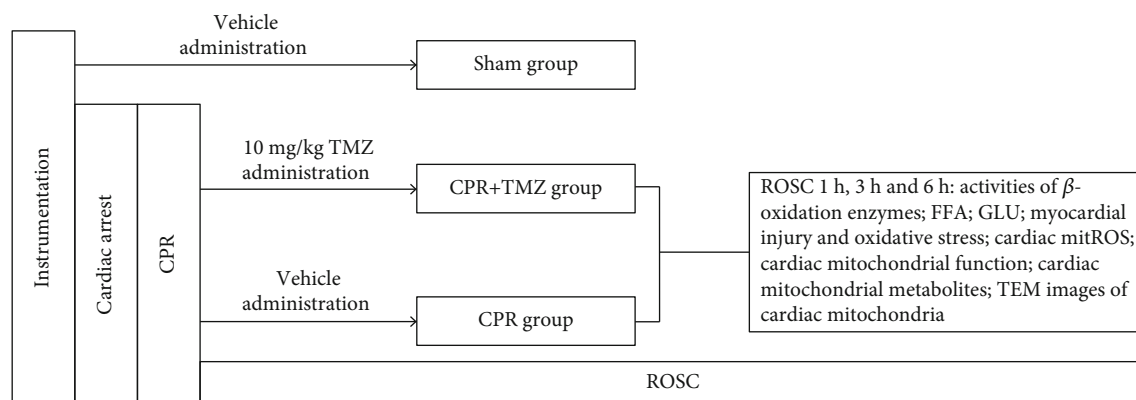 Instrumentation
Cardiac arrest
CPR
Vehicle
administration
Sham group
10 mg/kg TMZ
administration
CPR+TMZ group
Vehicle
administration
CPR group
ROSC 1 h, 3 h and 6 h: activities of β-
oxidation enzymes; FFA; GLU; myocardial
injury and oxidative stress; cardiac mitROS;
cardiac mitochondrial function; cardiac
mitochondrial metabolites; TEM images of
cardiac mitochondria
ROSC